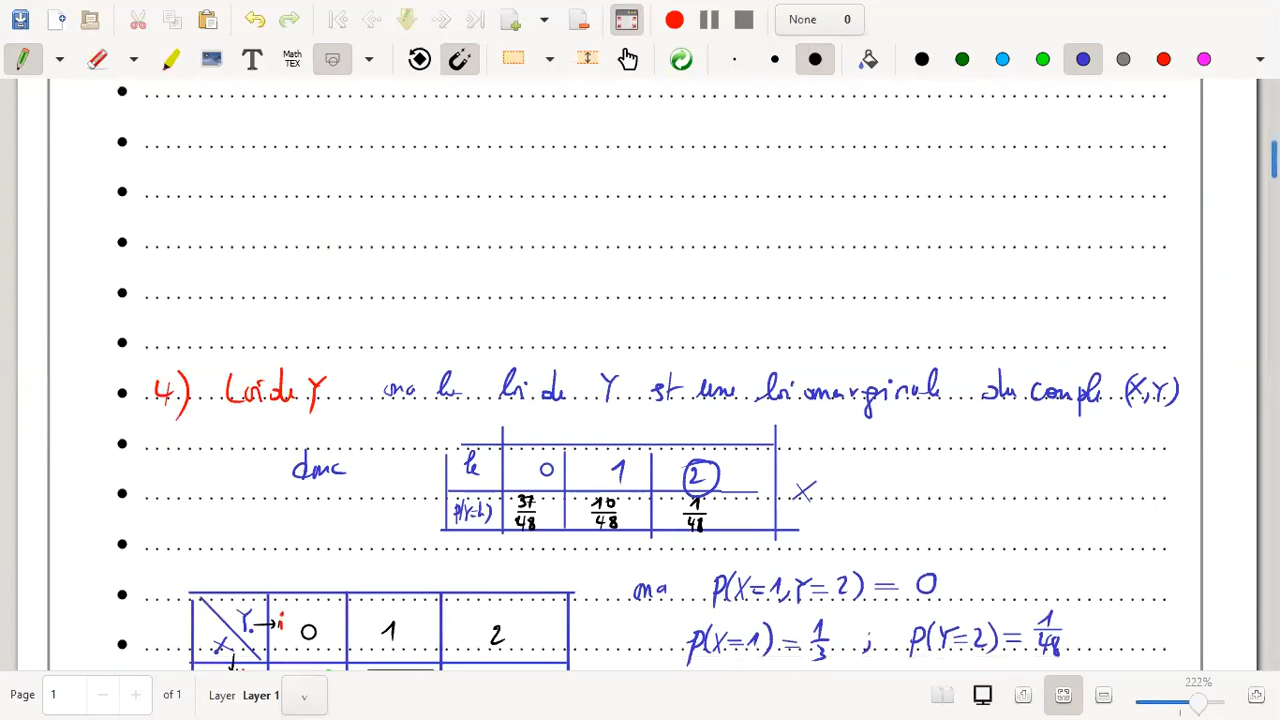 None 0
T Math TEX
4) Loi de Y la loi de Y est une loi marginale du couple (X,Y)
donc k 0 1 2
p(Y=k) 37/48 10/48 1/48 X
Y → i 0 1 2
X
p(X=1,Y=2) = 0
p(X=1) = 1/3 ; p(Y=2) = 1/48
Page 1 of 1 Layer Layer 1 222%